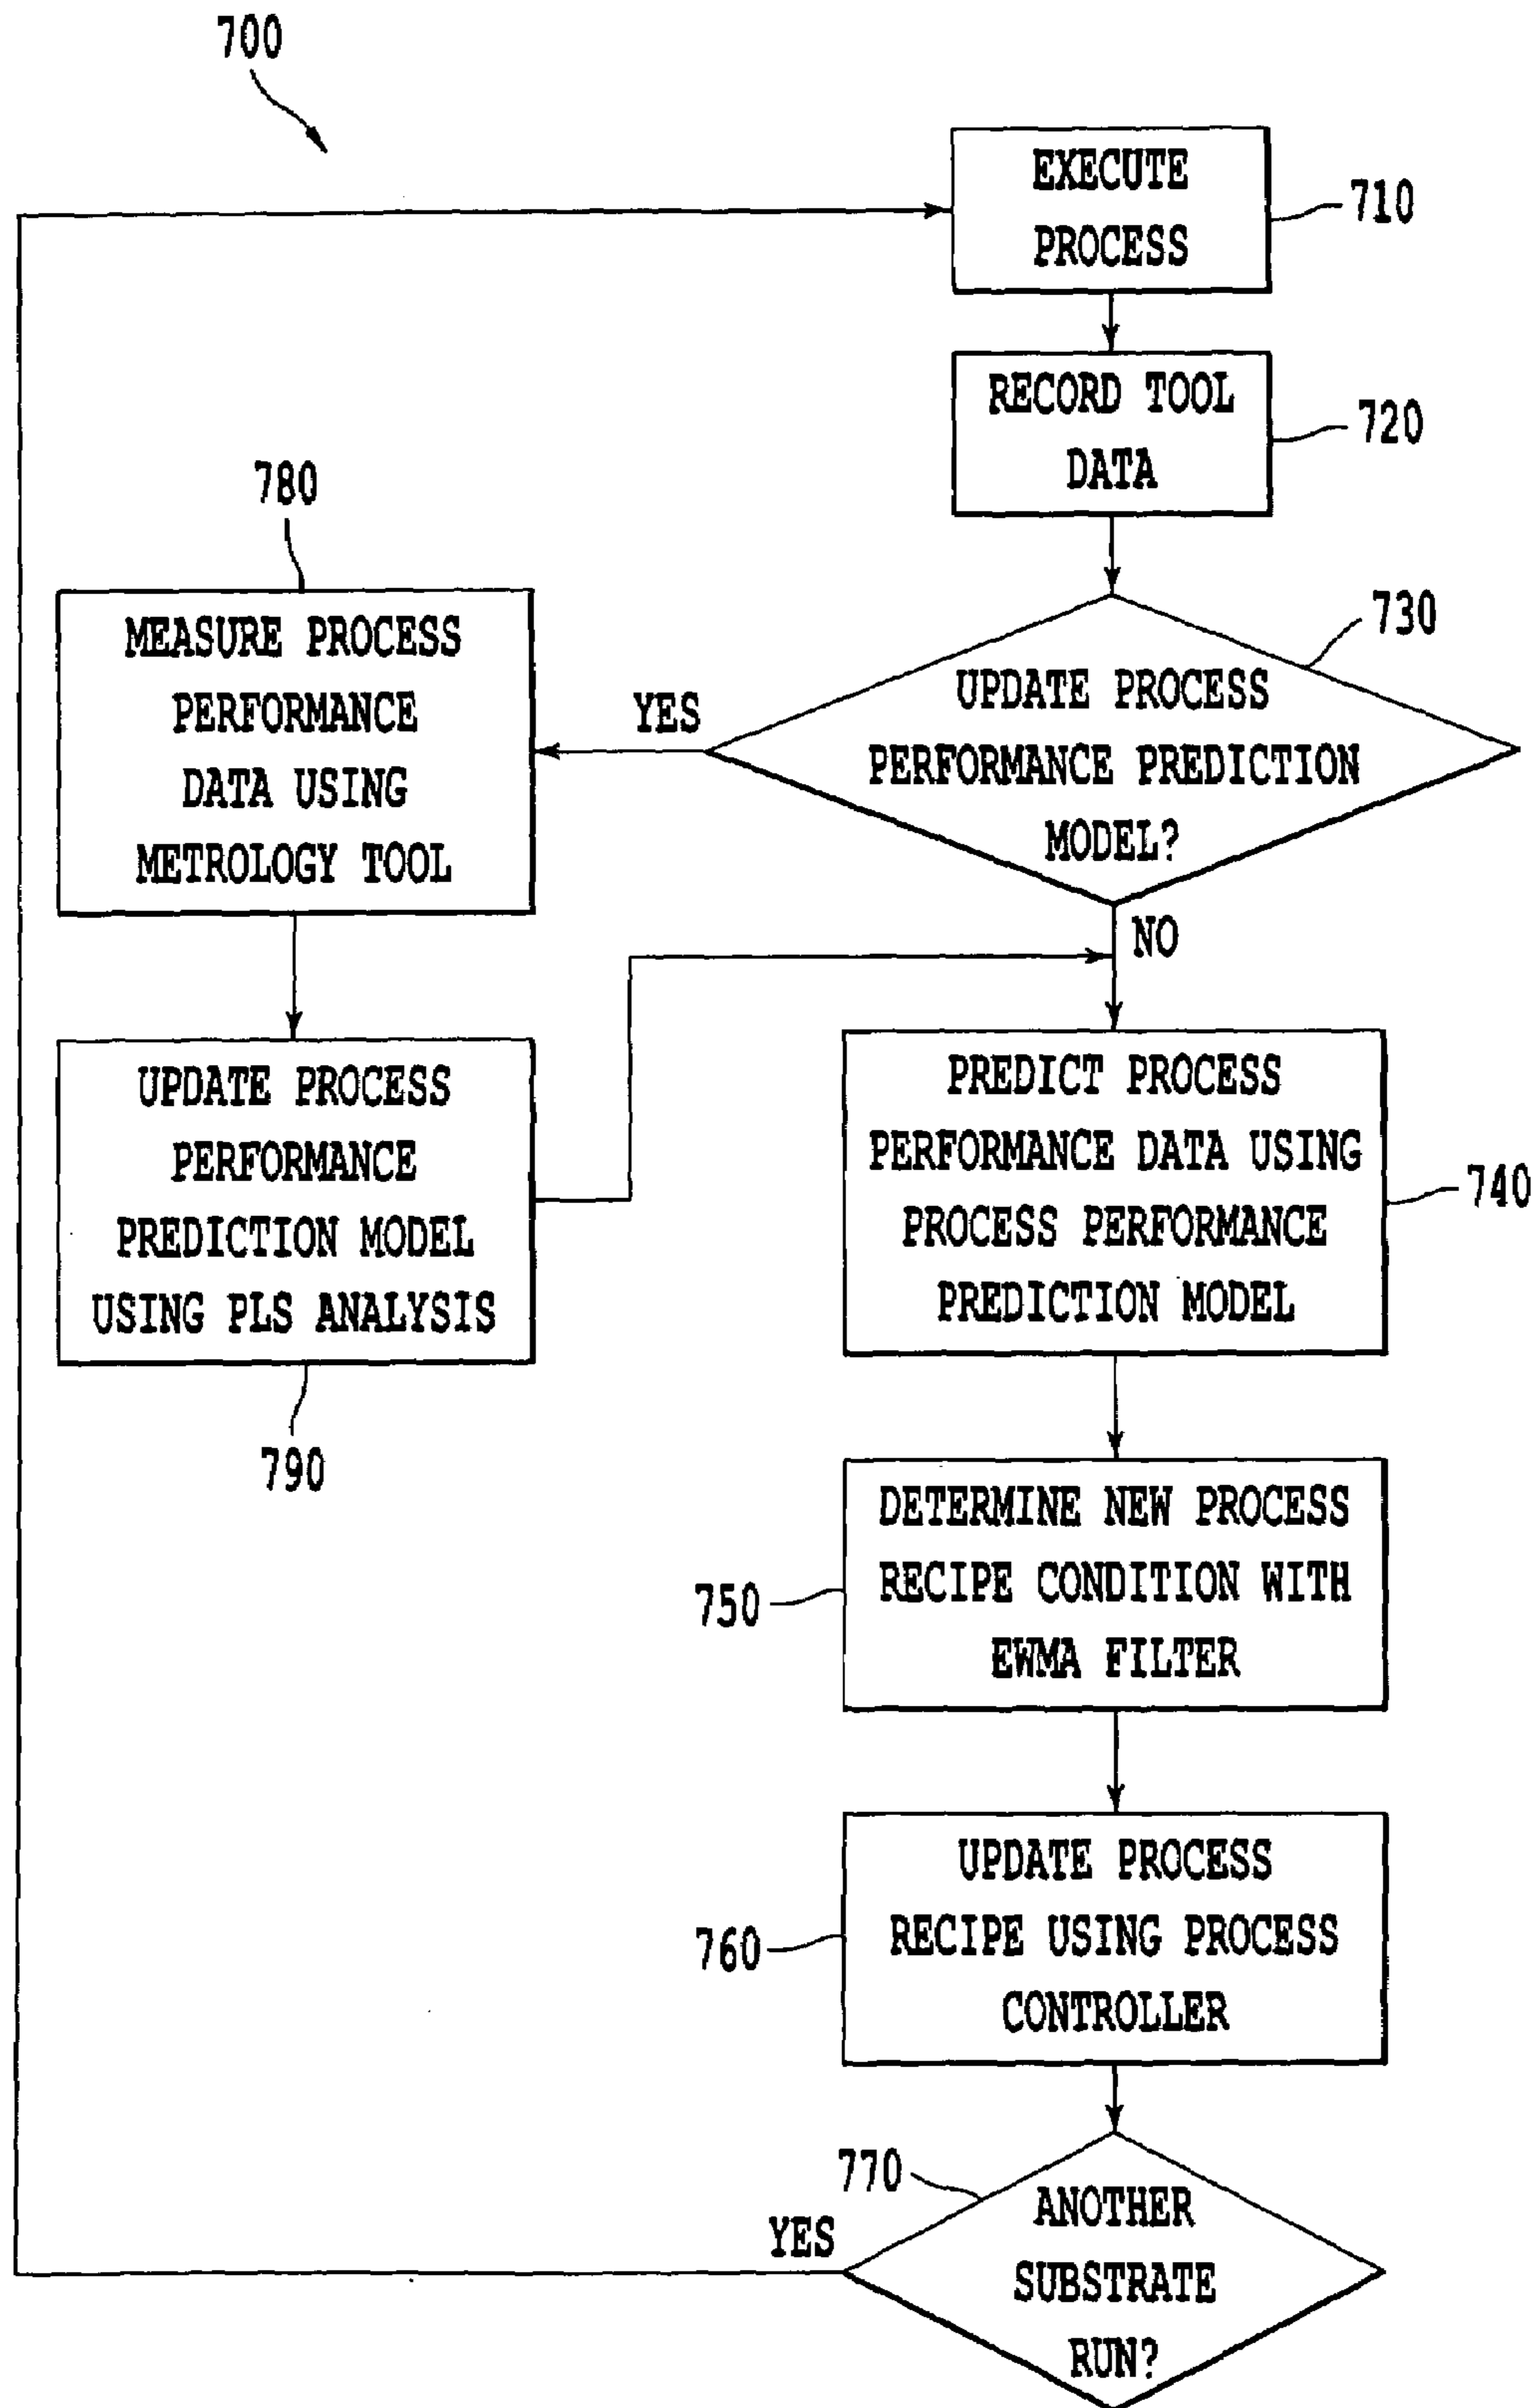 700
EXECUTE
PROCESS
710
RECORD TOOL
DATA
720
730
UPDATE PROCESS
PERFORMANCE PREDICTION
MODEL?
YES
NO
780
MEASURE PROCESS
PERFORMANCE
DATA USING
METROLOGY TOOL
UPDATE PROCESS
PERFORMANCE
PREDICTION MODEL
USING PLS ANALYSIS
790
PREDICT PROCESS
PERFORMANCE DATA USING
PROCESS PERFORMANCE
PREDICTION MODEL
740
DETERMINE NEW PROCESS
RECIPE CONDITION WITH
EWMA FILTER
750
UPDATE PROCESS
RECIPE USING PROCESS
CONTROLLER
760
770
YES
ANOTHER
SUBSTRATE
RUN?